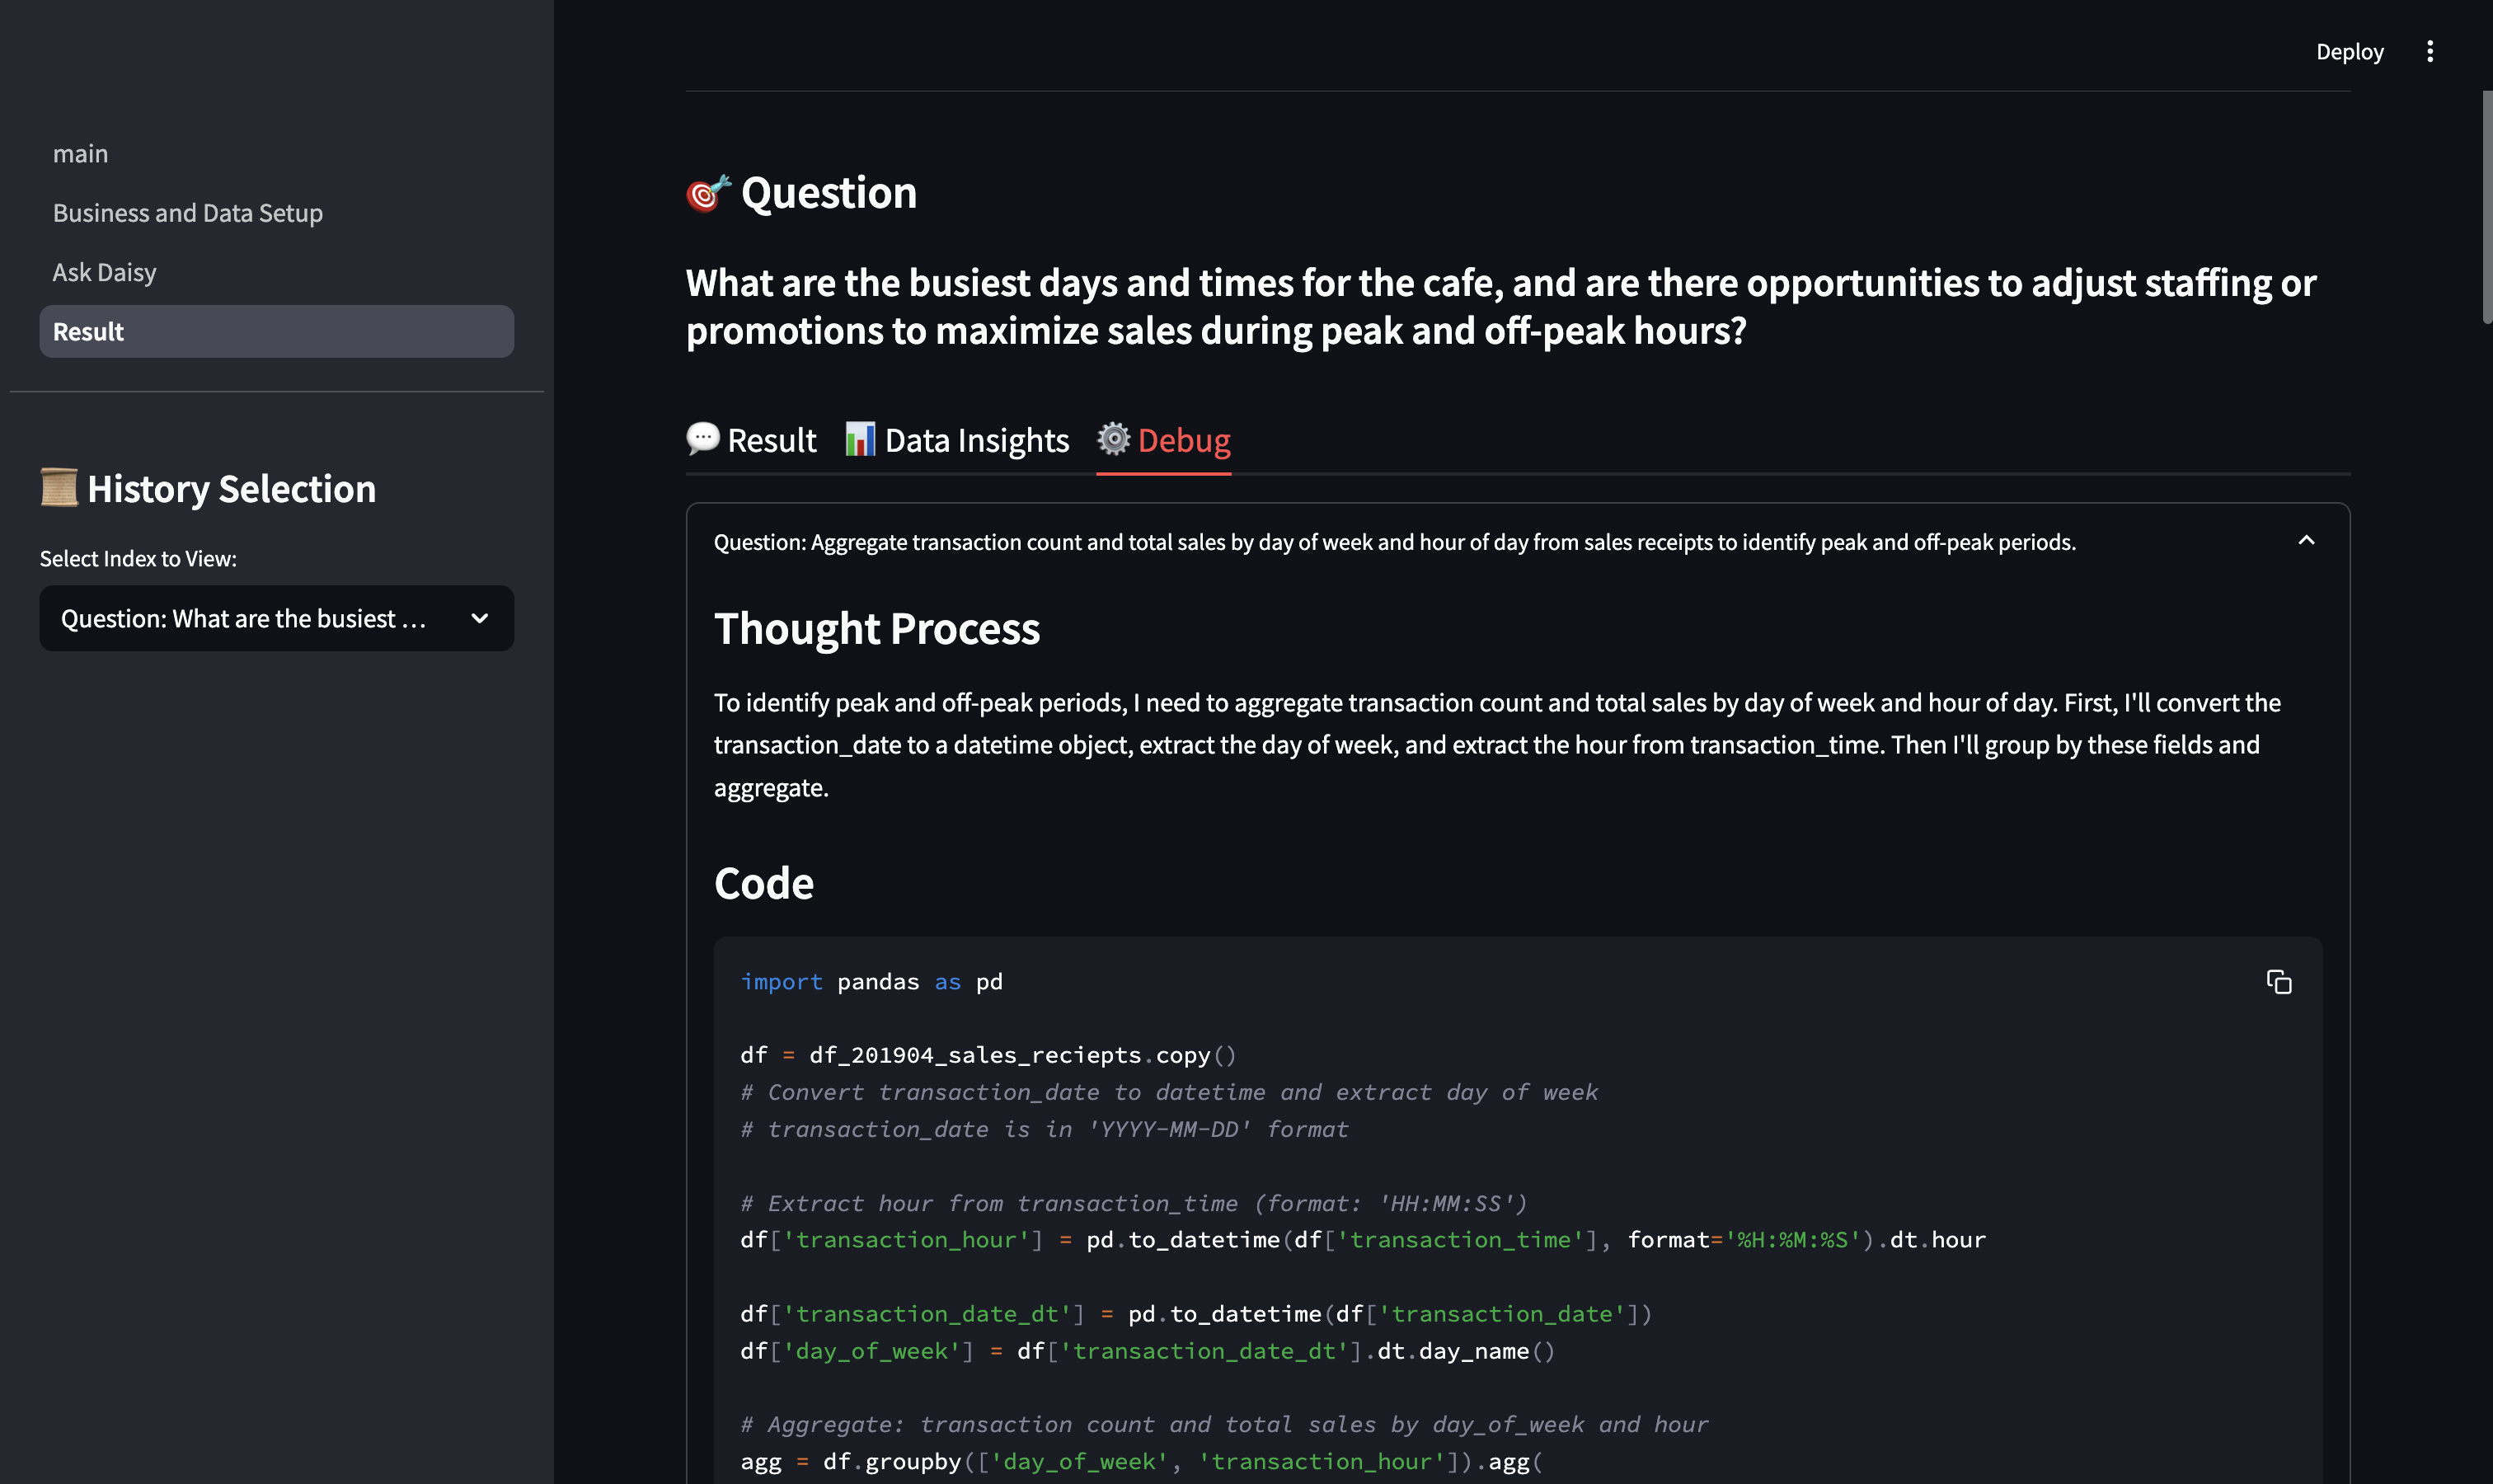 Deploy
main
Business and Data Setup
Ask Daisy
Result
History Selection
Select Index to View:
Question: What are the busiest ...
Question
What are the busiest days and times for the cafe, and are there opportunities to adjust staffing or
promotions to maximize sales during peak and off-peak hours?
Result Data Insights Debug
Question: Aggregate transaction count and total sales by day of week and hour of day from sales receipts to identify peak and off-peak periods.
Thought Process
To identify peak and off-peak periods, I need to aggregate transaction count and total sales by day of week and hour of day. First, I'll convert the
transaction_date to a datetime object, extract the day of week, and extract the hour from transaction_time. Then I'll group by these fields and
aggregate.
Code
import pandas as pd
df = df_201904_sales_reciepts.copy()
# Convert transaction_date to datetime and extract day of week
# transaction_date is in 'YYYY-MM-DD' format
# Extract hour from transaction_time (format: 'HH:MM:SS')
df['transaction_hour'] = pd.to_datetime(df['transaction_time'], format='%H:%M:%S').dt.hour
df['transaction_date_dt'] = pd.to_datetime(df['transaction_date'])
df['day_of_week'] = df['transaction_date_dt'].dt.day_name()
# Aggregate: transaction count and total sales by day_of_week and hour
agg = df.groupby(['day_of_week', 'transaction_hour']).agg(